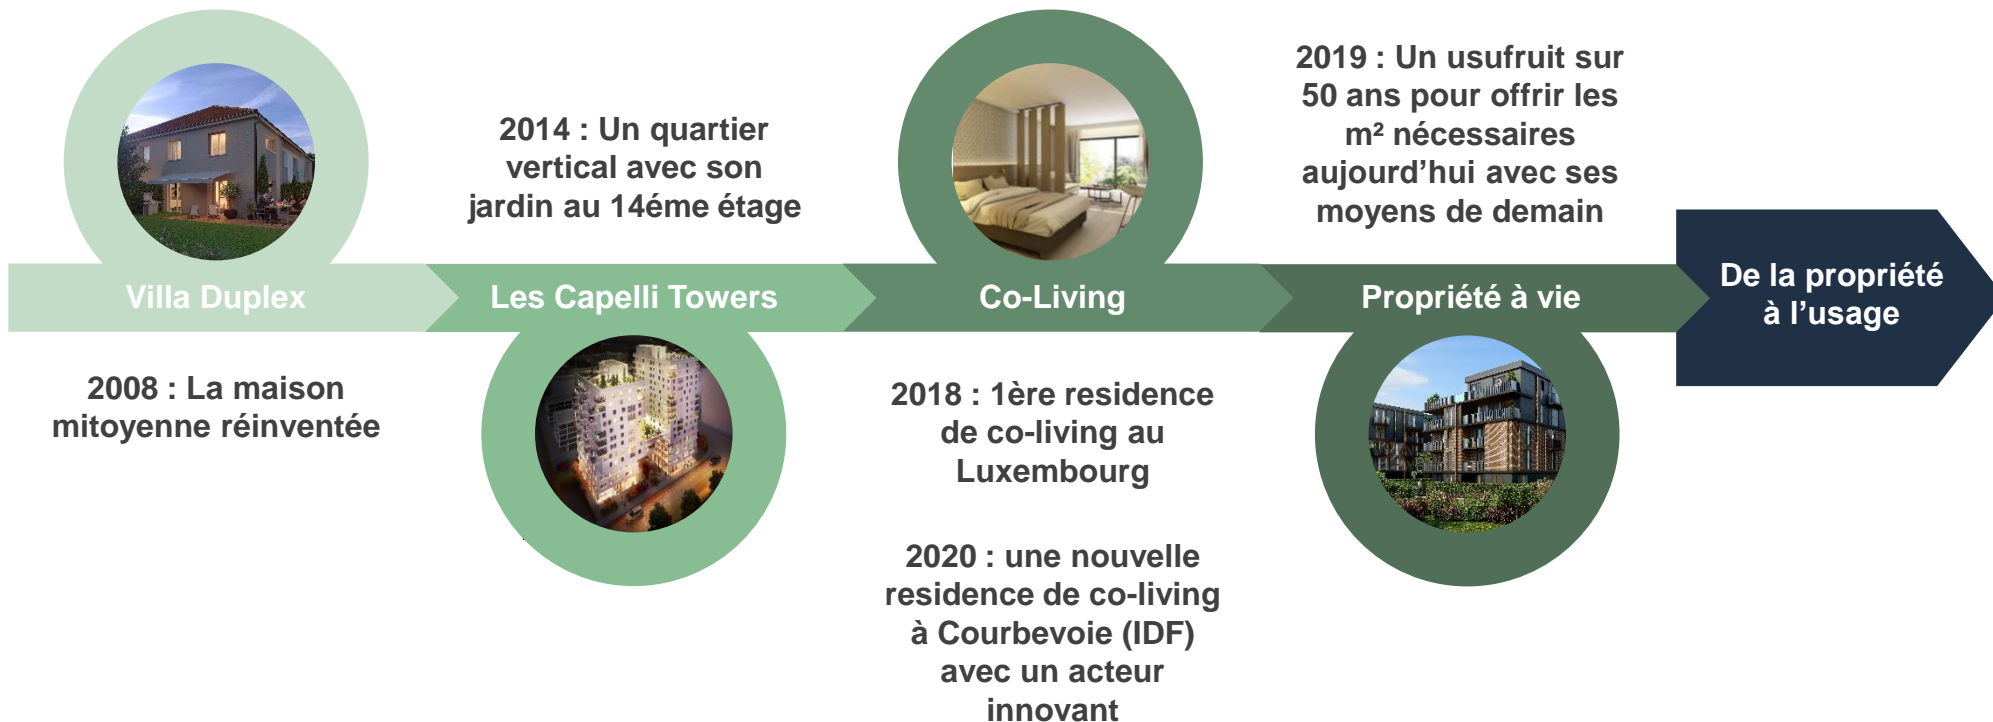 Villa Duplex
2008 : La maison
mitoyenne réinventée
2014 : Un quartier
vertical avec son
jardin au 14éme étage
Les Capelli Towers
Co-Living
2018 : 1ère residence
de co-living au
Luxembourg
2020 : une nouvelle
residence de co-living
à Courbevoie (IDF)
avec un acteur
innovant
2019 : Un usufruit sur
50 ans pour offrir les
m² nécessaires
aujourd’hui avec ses
moyens de demain
Propriété à vie
De la propriété
à l’usage